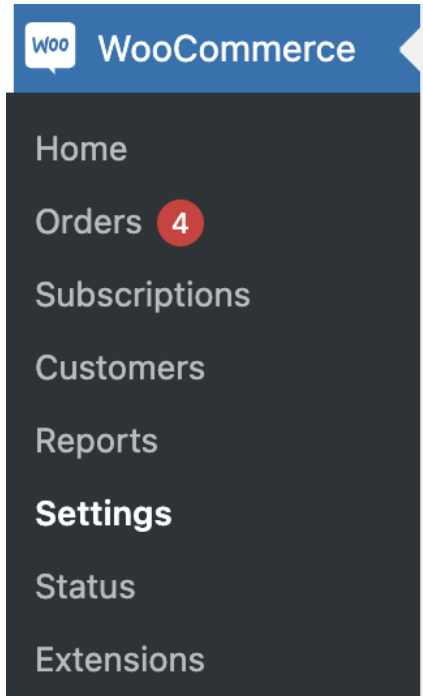 Woo WooCommerce
Home
Orders 4
Subscriptions
Customers
Reports
Settings
Status
Extensions